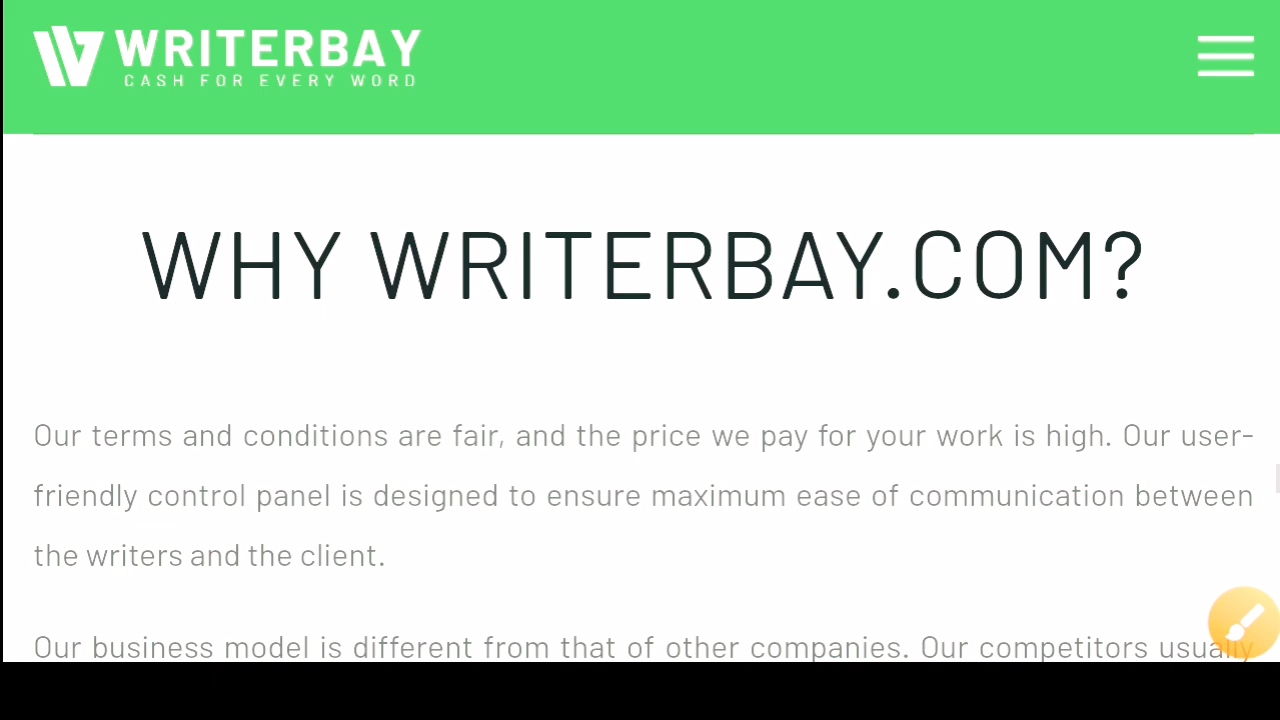 WRITERBAY
CASH FOR EVERY WORD
WHY WRITERBAY.COM?
Our terms and conditions are fair, and the price we pay for your work is high. Our user-
friendly control panel is designed to ensure maximum ease of communication between
the writers and the client.
Our business model is different from that of other companies. Our competitors usually